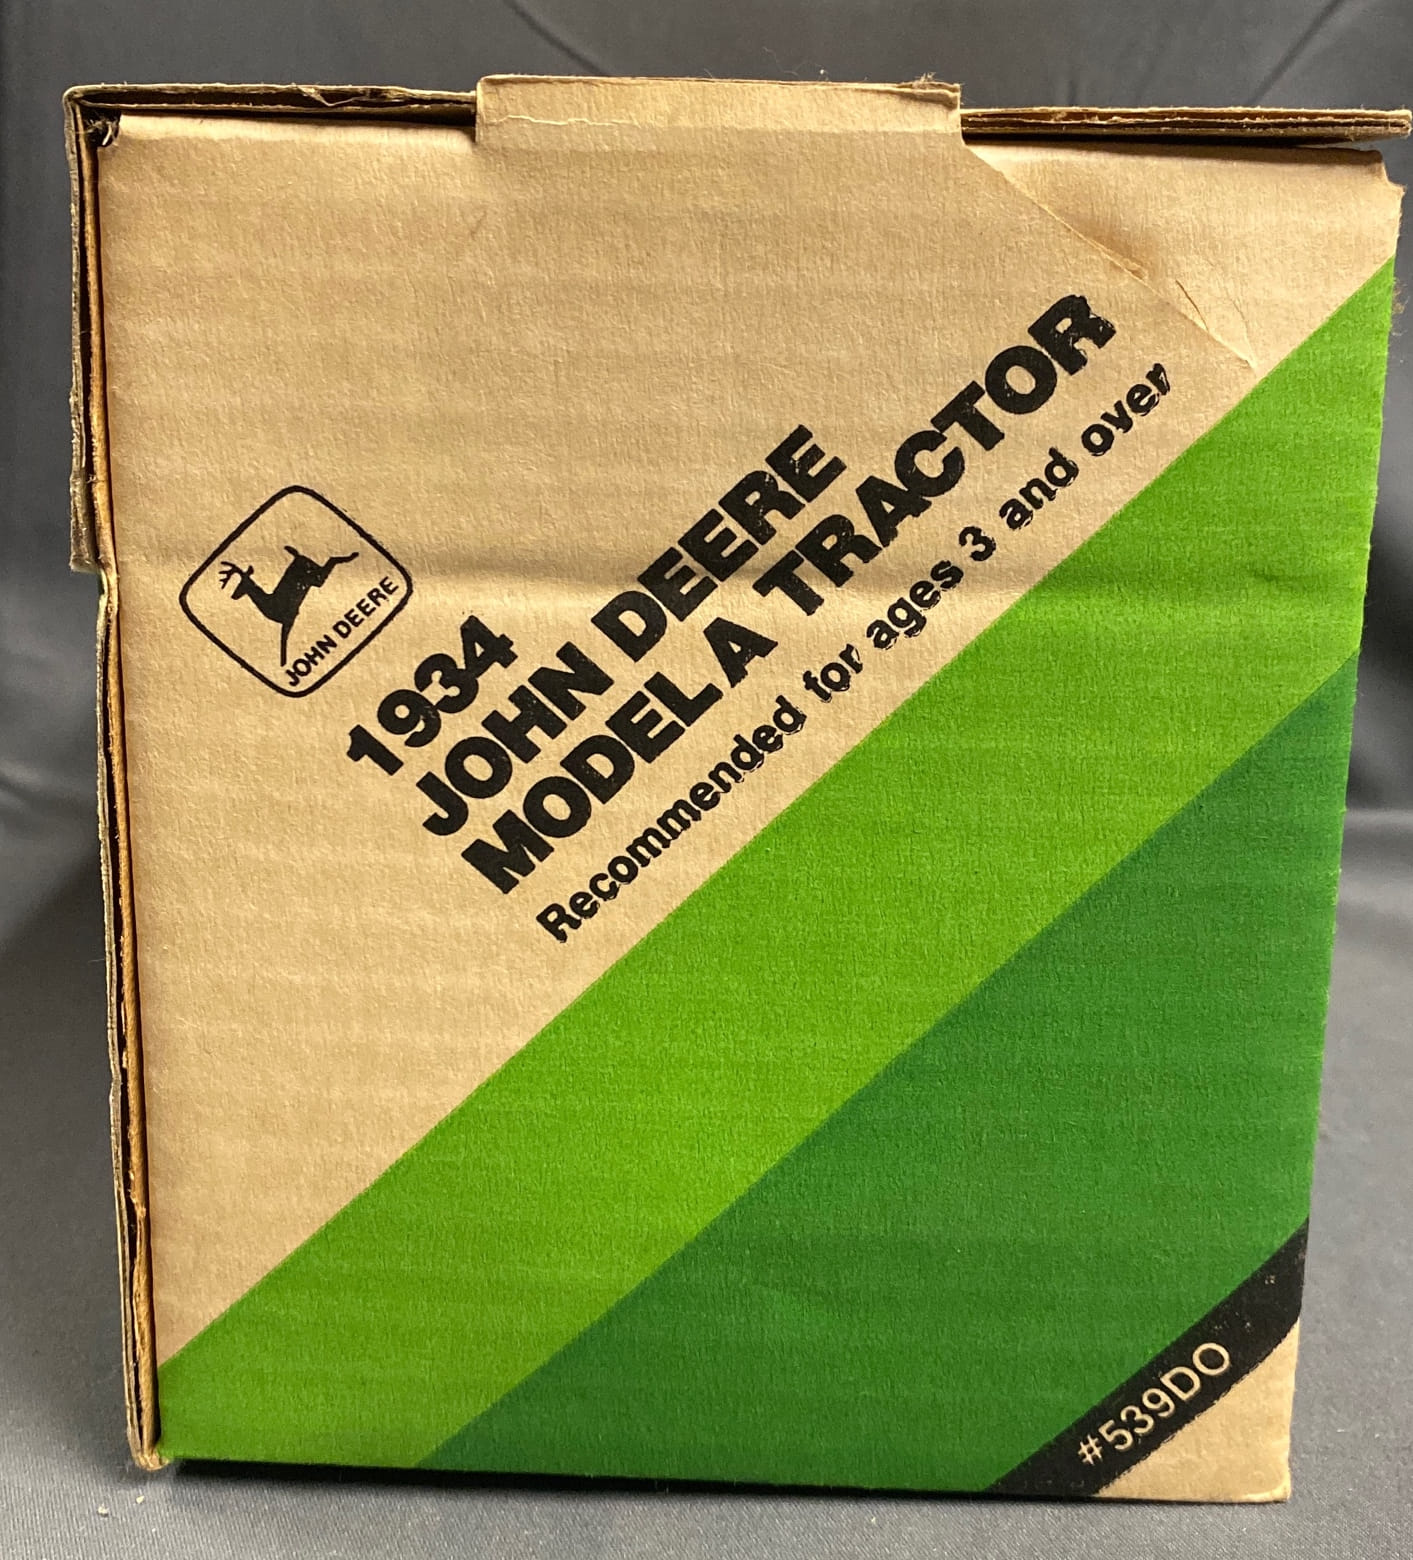 JOHN DEERE
1934
JOHN DEERE
MODEL A TRACTOR
Recommended for ages 3 and over
#539DO